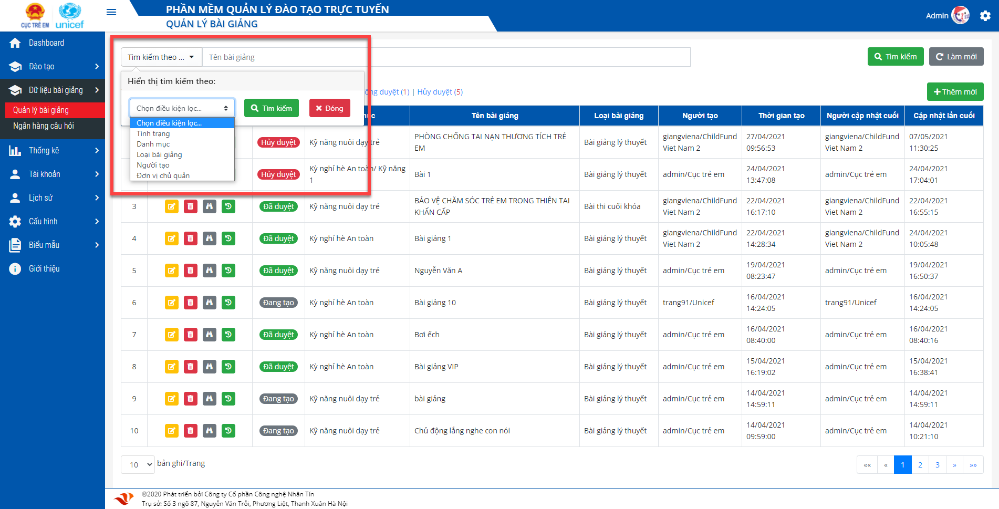 CỤC TRẺ EM
unicef
PHẦN MỀM QUẢN LÝ ĐÀO TẠO TRỰC TUYẾN
QUẢN LÝ BÀI GIẢNG
Admin
Dashboard
Đào tạo
Dữ liệu bài giảng
Quản lý bài giảng
Ngân hàng câu hỏi
Thống kê
Tài khoản
Lịch sử
Cấu hình
Biểu mẫu
Giới thiệu
Tìm kiếm theo ...
Tên bài giảng
Tìm kiếm
Làm mới
Hiển thị tìm kiếm theo:
Chọn điều kiện lọc...
Tìm kiếm
Đóng
Chọn điều kiện lọc...
Tình trạng
Danh mục
Loại bài giảng
Người tạo
Đơn vị chủ quản
duyệt (1) | Hủy duyệt (5)
Thêm mới
Tên bài giảng Loại bài giảng Người tạo Thời gian tạo Người cập nhật cuối Cập nhật lần cuối
Hủy duyệt Kỹ năng nuôi dạy trẻ PHÒNG CHỐNG TAI NẠN THƯƠNG TÍCH TRẺ EM Bài giảng lý thuyết giangviena/ChildFund Viet Nam 2 27/04/2021 09:56:53 giangviena/ChildFund Viet Nam 2 07/05/2021 11:30:25
Hủy duyệt Kỳ nghỉ hè An toàn/ Kỹ năng 1 Bài 1 Bài giảng lý thuyết admin/Cục trẻ em 24/04/2021 13:47:08 admin/Cục trẻ em 24/04/2021 17:04:01
3 Đã duyệt Kỹ năng nuôi dạy trẻ BẢO VỆ CHĂM SÓC TRẺ EM TRONG THIÊN TAI KHẨN CẤP Bài thi cuối khóa giangviena/ChildFund Viet Nam 2 22/04/2021 16:17:10 giangviena/ChildFund Viet Nam 2 22/04/2021 16:55:15
4 Đã duyệt Kỳ nghỉ hè An toàn Bài giảng 1 Bài giảng lý thuyết giangviena/ChildFund Viet Nam 2 22/04/2021 14:28:34 giangviena/ChildFund Viet Nam 2 24/04/2021 10:05:48
5 Đã duyệt Kỹ năng nuôi dạy trẻ Nguyễn Văn A Bài giảng lý thuyết admin/Cục trẻ em 19/04/2021 08:23:47 admin/Cục trẻ em 19/04/2021 16:50:37
6 Đang tạo Kỳ nghỉ hè An toàn Bài giảng 10 Bài giảng lý thuyết trang91/Unicef 16/04/2021 14:24:05 trang91/Unicef 16/04/2021 14:24:05
7 Đã duyệt Kỳ nghỉ hè An toàn Bơi ếch Bài giảng lý thuyết admin/Cục trẻ em 16/04/2021 08:40:00 admin/Cục trẻ em 16/04/2021 08:40:16
8 Đã duyệt Kỳ nghỉ hè An toàn Bài giảng VIP Bài giảng lý thuyết admin/Cục trẻ em 15/04/2021 16:19:02 admin/Cục trẻ em 15/04/2021 16:38:41
9 Đang tạo Kỹ năng nuôi dạy trẻ bài giảng Bài giảng lý thuyết admin/Cục trẻ em 14/04/2021 14:59:11 admin/Cục trẻ em 14/04/2021 14:59:11
10 Đang tạo Kỹ năng nuôi dạy trẻ Chủ động lắng nghe con nói Bài giảng lý thuyết admin/Cục trẻ em 14/04/2021 09:59:00 admin/Cục trẻ em 14/04/2021 10:21:10
10 bản ghi/Trang
«« « 1 2 3 » »»
©2020 Phát triển bởi Công ty Cổ phần Công nghệ Nhân Tín
Trụ sở: Số 3 ngõ 87, Nguyễn Văn Trỗi, Phương Liệt, Thanh Xuân Hà Nội